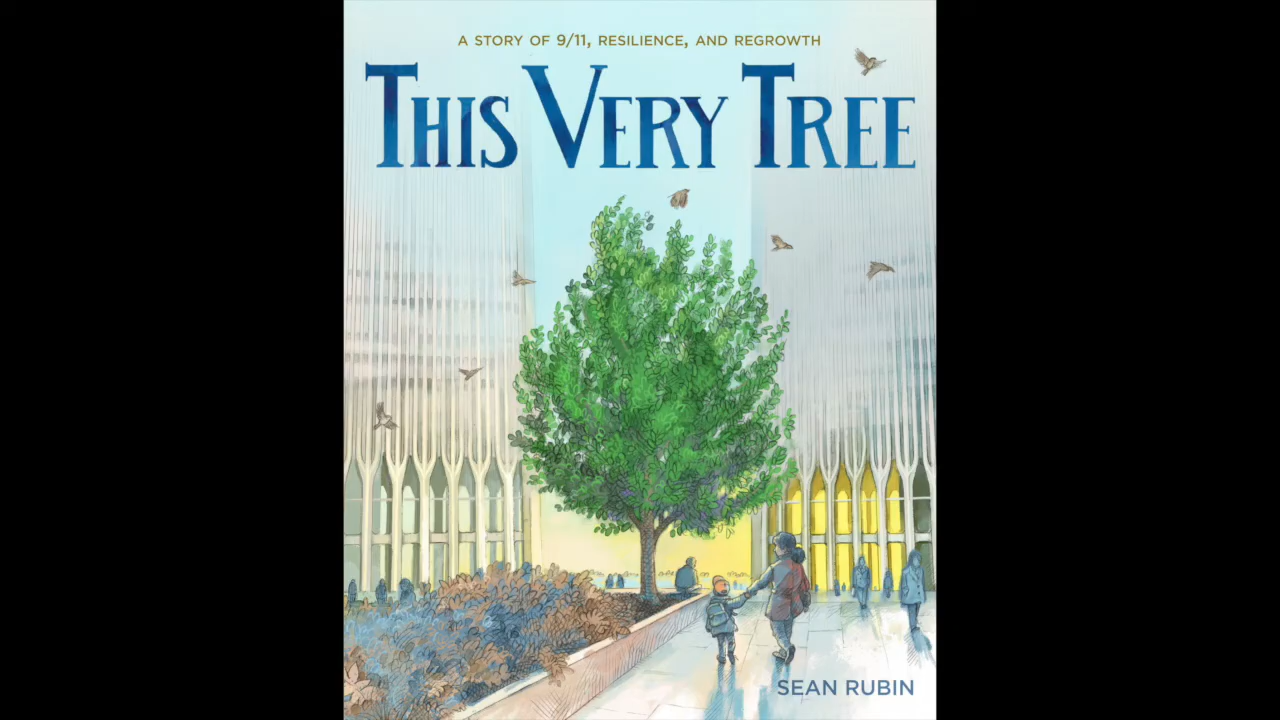 A STORY OF 9/11, RESILIENCE, AND REGROWTH
THIS VERY TREE
SEAN RUBIN